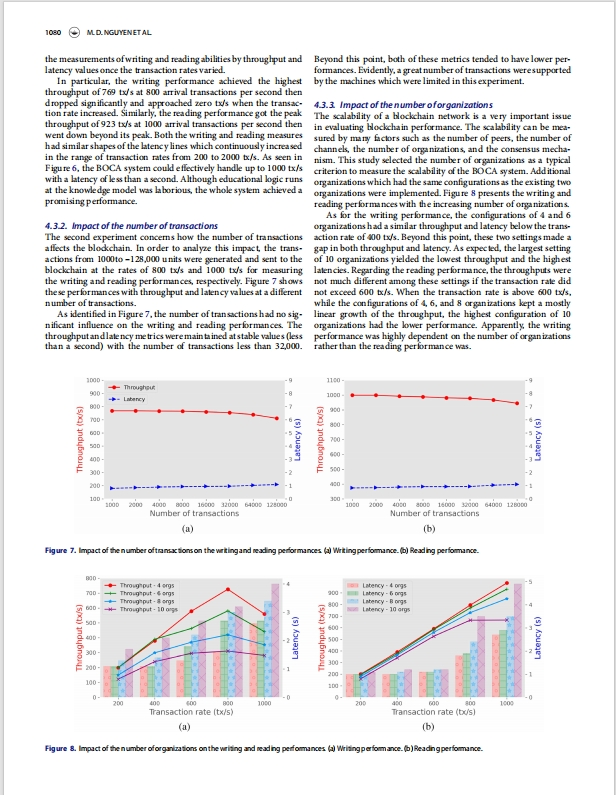 1080 M. D. NGUYEN ET AL.
the measurements of writing and reading abilities by throughput and
latency values once the transaction rates varied.
In particular, the writing performance achieved the highest
throughput of 769 tx/s at 800 arrival transactions per second then
dropped significantly and approached zero tx/s when the transac-
tion rate increased. Similarly, the reading performance got the peak
throughput of 923 tx/s at 1000 arrival transactions per second then
went down beyond its peak. Both the writing and reading measures
had similar shapes of the latency lines which continuously increased
in the range of transaction rates from 200 to 2000 tx/s. As seen in
Figure 6, the BOCA system could effectively handle up to 1000 tx/s
with a latency of less than a second. Although educational logic runs
at the knowledge model was laborious, the whole system achieved a
promising performance.
4.3.2. Impact of the number of transactions
The second experiment concerns how the number of transactions
affects the blockchain. In order to analyze this impact, the trans-
actions from 1000to –128,000 units were generated and sent to the
blockchain at the rates of 800 tx/s and 1000 tx/s for measuring
the writing and reading performances, respectively. Figure 7 shows
these performances with throughput and latency values at a different
number of transactions.
As identified in Figure 7, the number of transactions had no sig-
nificant influence on the writing and reading performances. The
throughput and latency metrics were maintained at stable values (less
than a second) with the number of transactions less than 32,000.
Beyond this point, both of these metrics tended to have lower per-
formances. Evidently, a great number of transactions were supported
by the machines which were limited in this experiment.
4.3.3. Impact of the number of organizations
The scalability of a blockchain network is a very important issue
in evaluating blockchain performance. The scalability can be mea-
sured by many factors such as the number of peers, the number of
channels, the number of organizations, and the consensus mecha-
nism. This study selected the number of organizations as a typical
criterion to measure the scalability of the BOCA system. Additional
organizations which had the same configurations as the existing two
organizations were implemented. Figure 8 presents the writing and
reading performances with the increasing number of organizations.
As for the writing performance, the configurations of 4 and 6
organizations had a similar throughput and latency below the trans-
action rate of 400 tx/s. Beyond this point, these two settings made a
gap in both throughput and latency. As expected, the largest setting
of 10 organizations yielded the lowest throughput and the highest
latencies. Regarding the reading performance, the throughputs were
not much different among these settings if the transaction rate did
not exceed 600 tx/s. When the transaction rate is above 600 tx/s,
while the configurations of 4, 6, and 8 organizations kept a mostly
linear growth of the throughput, the highest configuration of 10
organizations had the lower performance. Apparently, the writing
performance was highly dependent on the number of organizations
rather than the reading performance was.
Throughput (tx/s)
1000
900
800
700
600
500
400
300
200
100
Throughput
Latency
9
8
7
6
5
4
3
2
1
0
Latency (s)
1000 2000 4000 8000 16000 32000 64000 128000
Number of transactions
(a)
Throughput (tx/s)
1100
1000
900
800
700
600
500
400
300
9
8
7
6
5
4
3
2
1
0
Latency (s)
1000 2000 4000 8000 16000 32000 64000 128000
Number of transactions
(b)
Figure 7. Impact of the number of transactions on the writing and reading performances. (a) Writing performance. (b) Reading performance.
Throughput (tx/s)
800
700
600
500
400
300
200
100
0
Throughput - 4 orgs
Throughput - 6 orgs
Throughput - 8 orgs
Throughput - 10 orgs
4
3
2
1
0
Latency (s)
200 400 600 800 1000
Transaction rate (tx/s)
(a)
Throughput (tx/s)
900
800
700
600
500
400
300
200
100
0
Latency - 4 orgs
Latency - 6 orgs
Latency - 8 orgs
Latency - 10 orgs
5
4
3
2
1
0
Latency (s)
200 400 600 800 1000
Transaction rate (tx/s)
(b)
Figure 8. Impact of the number of organizations on the writing and reading performances. (a) Writing performance. (b) Reading performance.